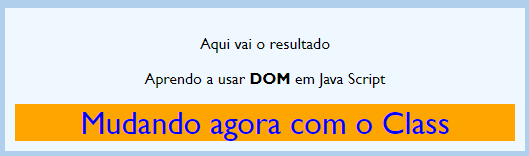 Aqui vai o resultado
Aprendo a usar DOM em Java Script
Mudando agora com o Class